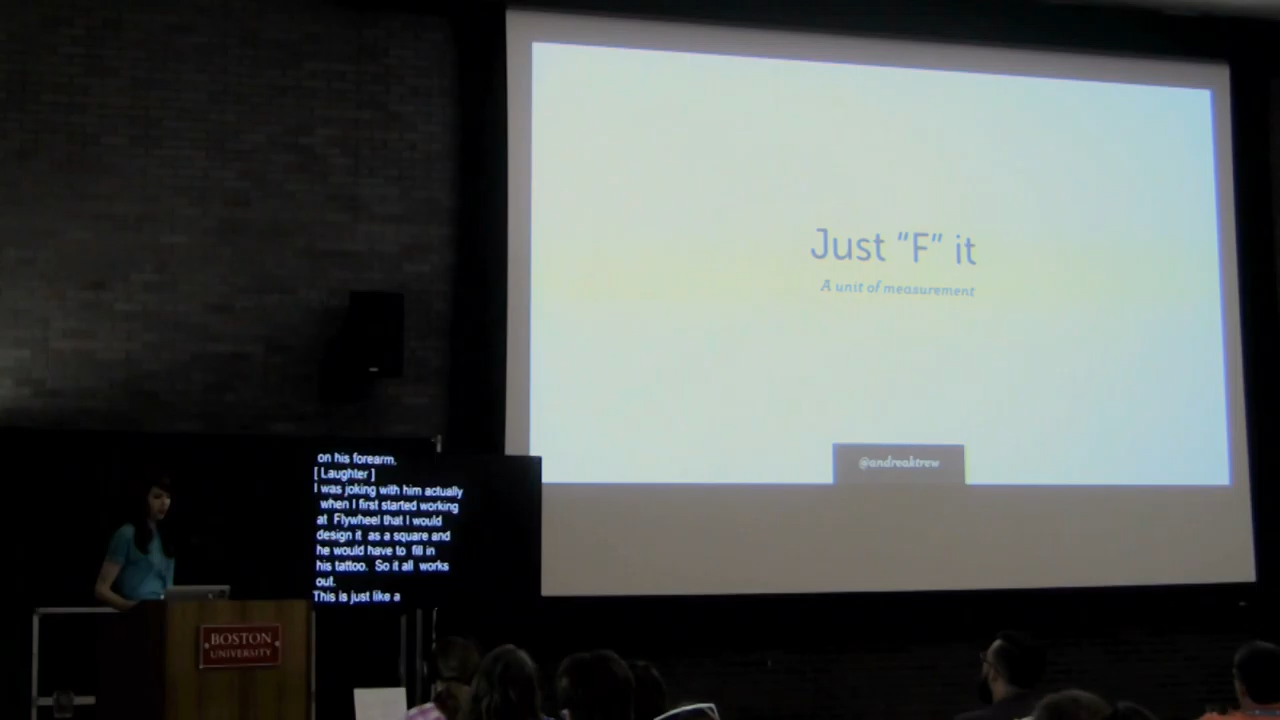 Just “F” it
A unit of measurement
@andreaktrew
on his forearm.
[ Laughter ]
I was joking with him actually
when I first started working
at Flywheel that I would
design it as a square and
he would have to fill in
his tattoo. So it all works
out.
This is just like a
BOSTON
UNIVERSITY